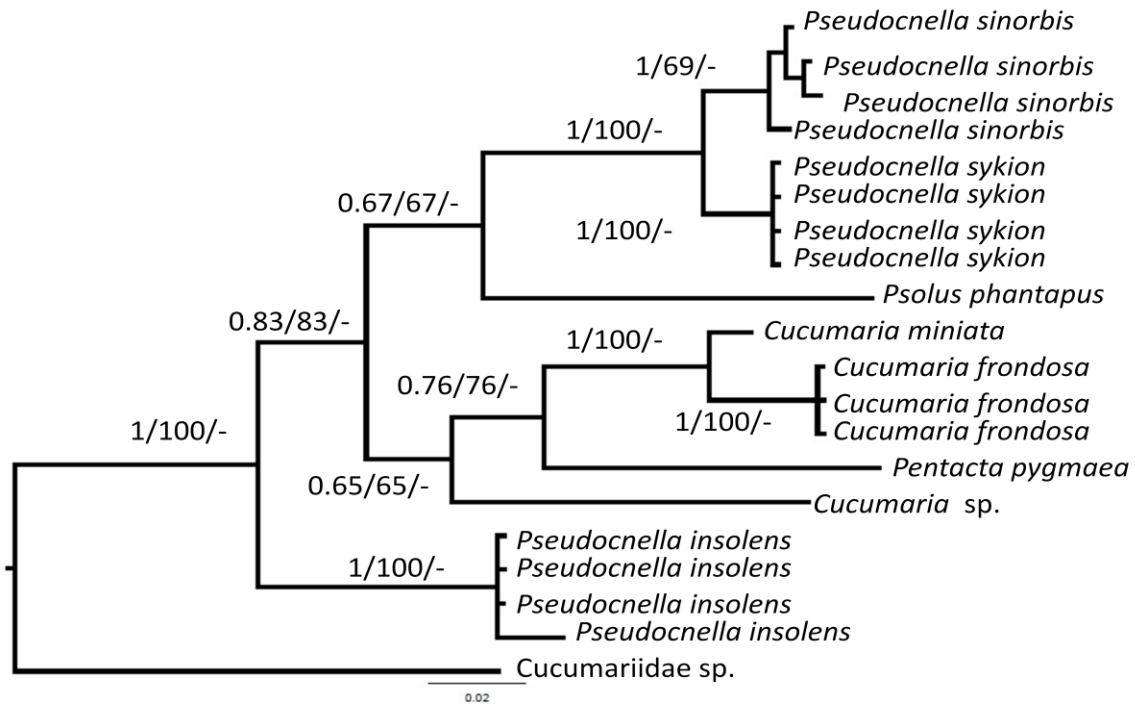 Pseudocnella sinorbis
1/69/-
Pseudocnella sinorbis
Pseudocnella sinorbis
1/100/-
Pseudocnella sinorbis
Pseudocnella sykion
Pseudocnella sykion
0.67/67/-
1/100/-
Pseudocnella sykion
Pseudocnella sykion
Psolus phantapus
0.83/83/-
1/100/-
Cucumaria miniata
Cucumaria frondosa
0.76/76/-
Cucumaria frondosa
1/100/-
Cucumaria frondosa
1/100/-
Pentacta pygmaea
0.65/65/-
Cucumaria sp.
Pseudocnella insolens
1/100/-
Pseudocnella insolens
Pseudocnella insolens
Pseudocnella insolens
Cucumariidae sp.
0.02